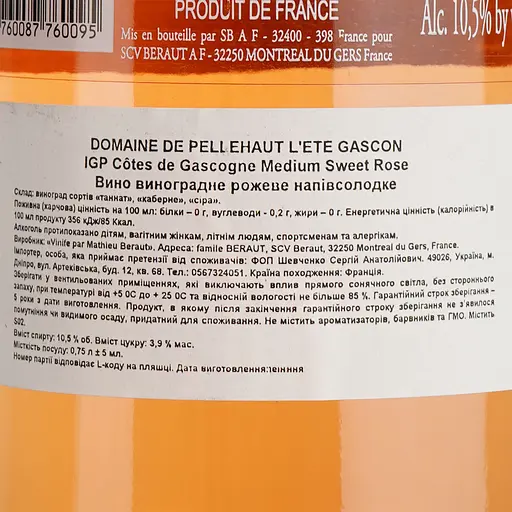 PRODUIT DE FRANCE
Alc. 10,5% by
760087 760095
Mis en bouteille par SB A F - 32400 - 398 France pour
SCV BERAUT A F - 32250 MONTREAL DU GERS France
DOMAINE DE PELLEHAUT L'ETE GASCON
IGP Côtes de Gascogne Medium Sweet Rose
Вино виноградне рожеве напівсолодке
Склад: виноград сортів «таннат», «каберне», «сіра».
Поживна (харчова) цінність на 100 мл: білки – 0 г, вуглеводи - 0,2 г, жири – 0 г. Енергетична цінність (калорійність) в
100 мл продукту 356 кДж/85 Ккал.
Алкоголь протипоказано дітям, вагітним жінкам, літнім людям, спортсменам та алергікам,
Виробник: «Vinife par Mathieu Beraut». Адреса: famile BERAUT, SCV Beraut, 32250 Montreal du Gers, France.
Імпортер, особа, яка приймає претензії від споживачів: ФОП Шевченко Сергій Анатолійович. 49026, Україна, м.
Дніпро, вул. Артеківська, буд. 12, кв. 68. Тел.: 0567324051. Країна походження: Франція.
Зберігати у вентильованих приміщеннях, які виключають вплив прямого сонячного світла, без стороннього
запаху, при температурі від +5 0С до + 25 0С та відносній вологості не більше 85 %. Гарантійний строк зберігання –
5 роки з дати виготовлення. Продукт, в якому після закінчення гарантійного строку зберігання не з'явилося
помутніння чи видимого осаду, придатний для споживання. Не містить ароматизаторів, барвників та ГМО. Містить
S02.
Вміст спирту: 10,5 % об. Вміст цукру: 3,9 % мас.
Місткість посуду: 0,75 л ± 5 мл.
Номер партії відповідає L-коду на пляшці. Дата виготовлення: